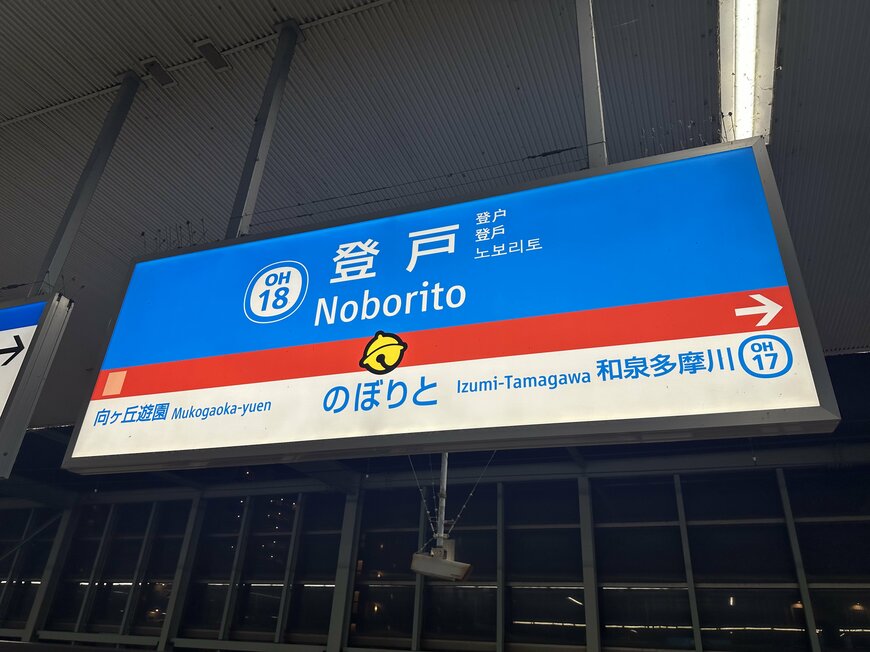 OH
18
登戸
登户
登戶
노보리토
Noborito
→
向ヶ丘遊園 Mukogaoka-yuen
のぼりと
Izumi-Tamagawa 和泉多摩川
OH
17
→